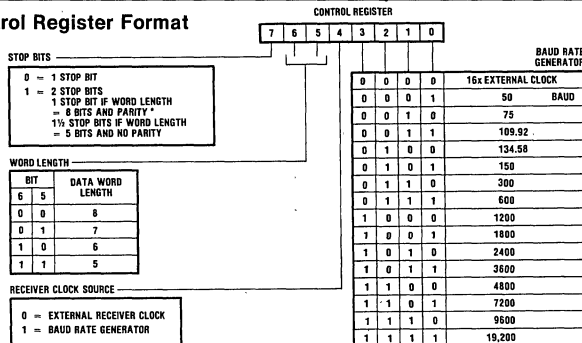 rol Register Format
CONTROL REGISTER
7 6 5 4 3 2 1 0
STOP BITS
0 = 1 STOP BIT
1 = 2 STOP BITS
1 STOP BIT IF WORD LENGTH
= 8 BITS AND PARITY*
1½ STOP BITS IF WORD LENGTH
= 5 BITS AND NO PARITY
WORD LENGTH
BIT DATA WORD
6 5 LENGTH
0 0 8
0 1 7
1 0 6
1 1 5
RECEIVER CLOCK SOURCE
0 = EXTERNAL RECEIVER CLOCK
1 = BAUD RATE GENERATOR
BAUD RATE
GENERATOR
0 0 0 0 16x EXTERNAL CLOCK
0 0 0 1 50 BAUD
0 0 1 0 75
0 0 1 1 109.92
0 1 0 0 134.58
0 1 0 1 150
0 1 1 0 300
0 1 1 1 600
1 0 0 0 1200
1 0 0 1 1800
1 0 1 0 2400
1 0 1 1 3600
1 1 0 0 4800
1 1 0 1 7200
1 1 1 0 9600
1 1 1 1 19,200